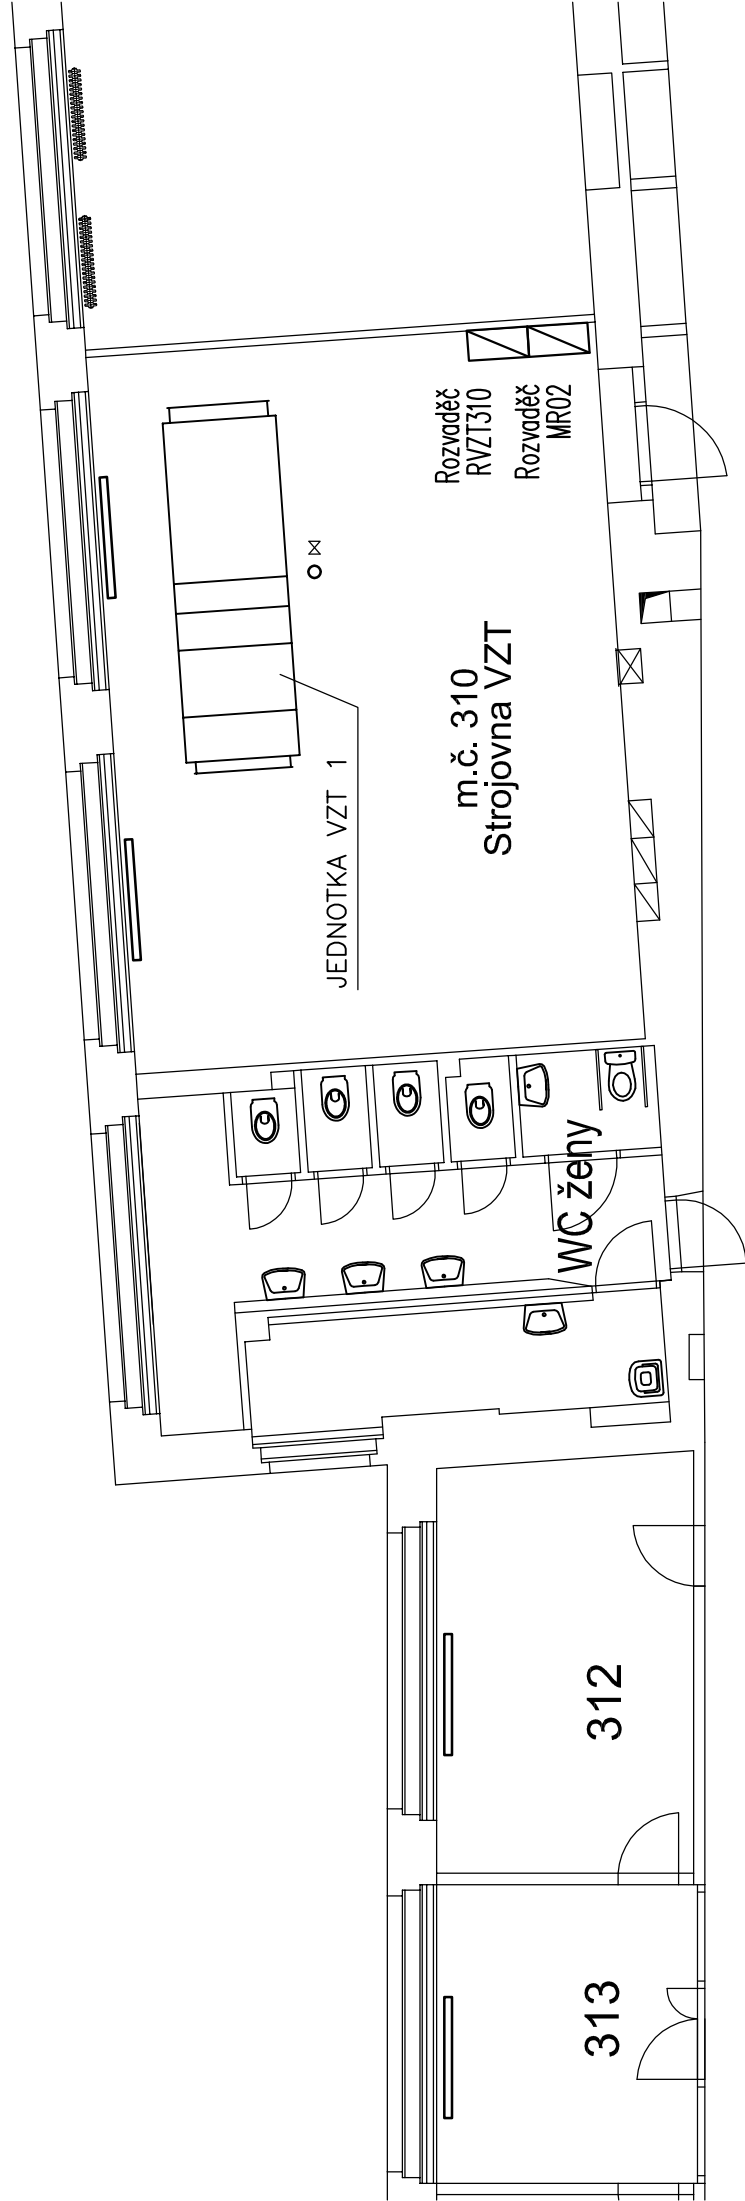 313
312
WC ženy
JEDNOTKA VZT 1
m.č. 310
Strojovna VZT
Rozvaděč
RVZT310
Rozvaděč
MR02